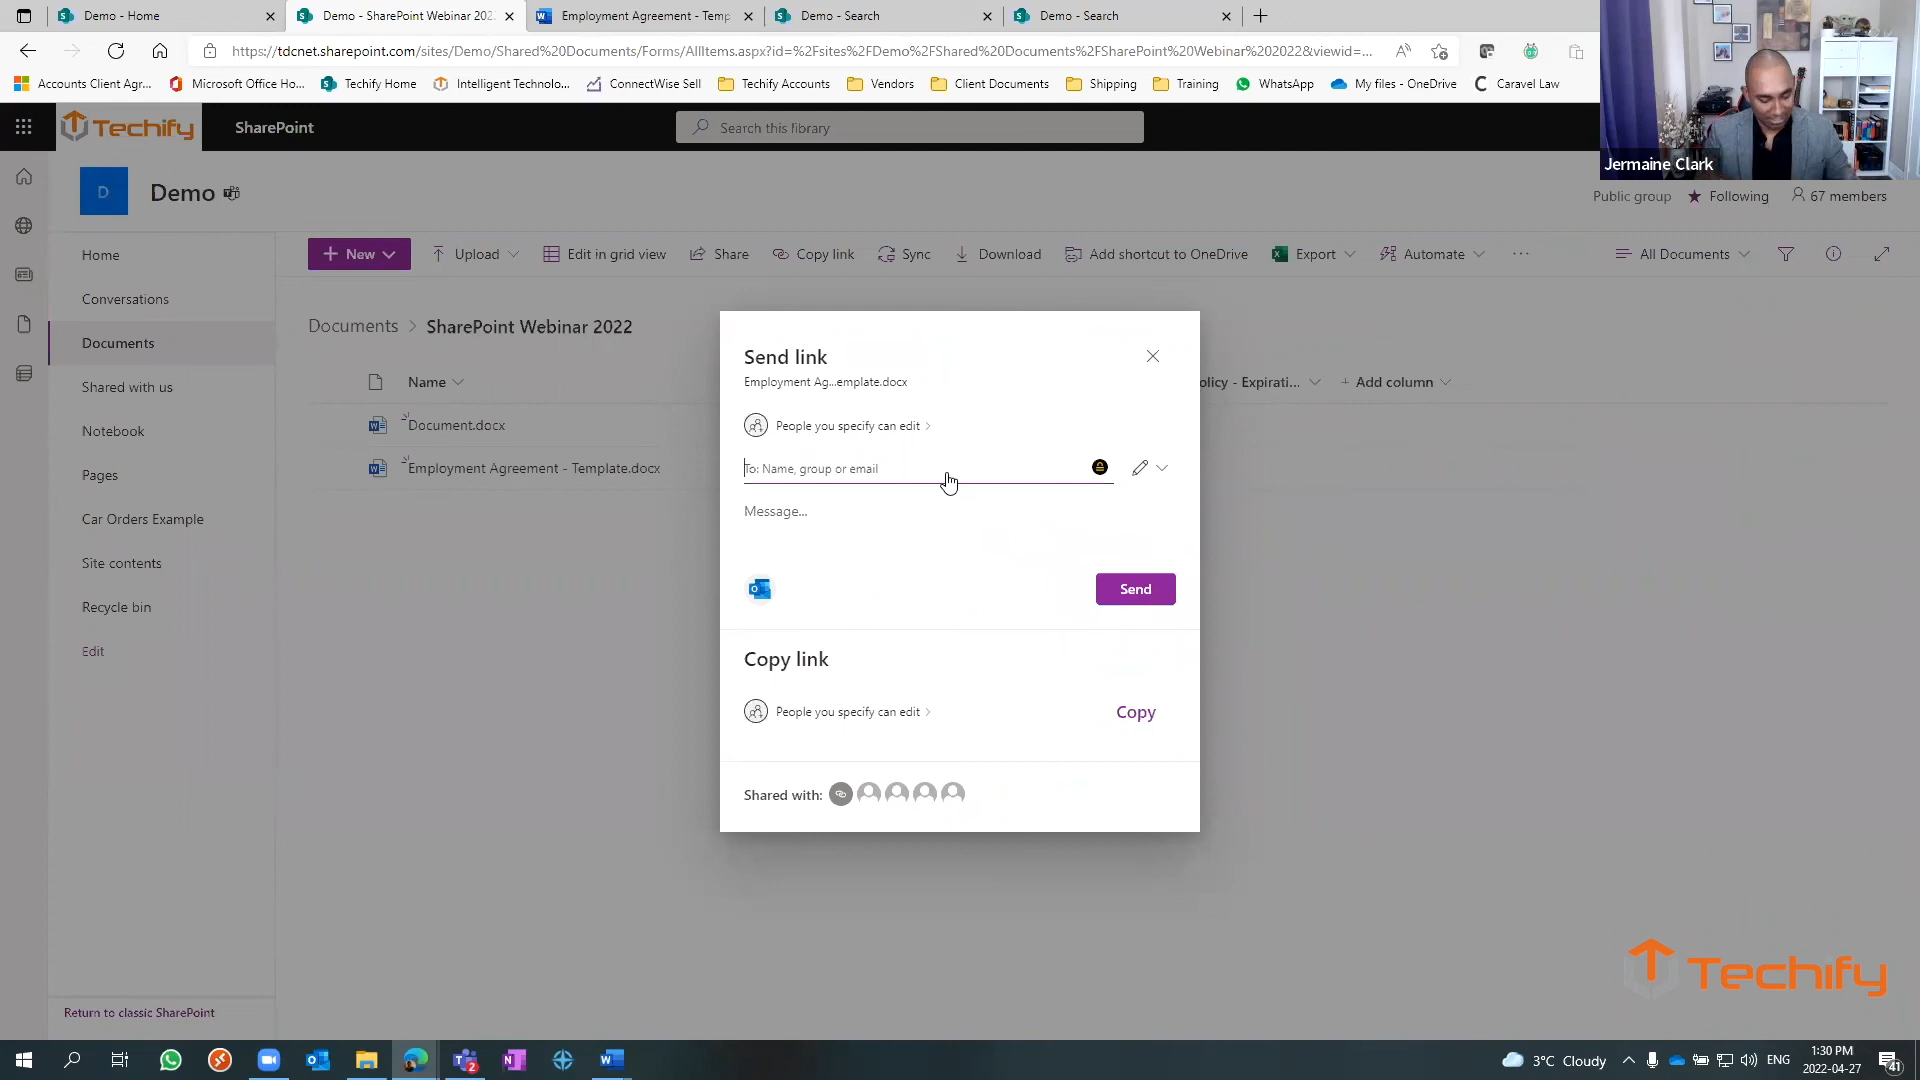 Demo - Home
Demo - SharePoint Webinar 202
Employment Agreement - Temp
Demo - Search
Demo - Search
https://tdcnet.sharepoint.com/sites/Demo/Shared%20Documents/Forms/AllItems.aspx?id=%2Fsites%2FDemo%2FShared%20Documents%2FSharePoint%20Webinar%202022&viewid=...
Accounts Client Agr...
Microsoft Office Ho...
Techify Home
Intelligent Technolo...
ConnectWise Sell
Techify Accounts
Vendors
Client Documents
Shipping
Training
WhatsApp
My files - OneDrive
Caravel Law
Techify
SharePoint
Search this library
Jermaine Clark
D
Demo
Public group
Following
67 members
Home
Conversations
Documents
Shared with us
Notebook
Pages
Car Orders Example
Site contents
Recycle bin
Edit
Return to classic SharePoint
New
Upload
Edit in grid view
Share
Copy link
Sync
Download
Add shortcut to OneDrive
Export
Automate
...
All Documents
Documents > SharePoint Webinar 2022
Name
olicy - Expirati...
+ Add column
Document.docx
Employment Agreement - Template.docx
Send link
Employment Ag...emplate.docx
People you specify can edit >
To: Name, group or email
Message...
Send
Copy link
People you specify can edit >
Copy
Shared with:
Techify
2
3°C Cloudy
ENG
1:30 PM
2022-04-27
41